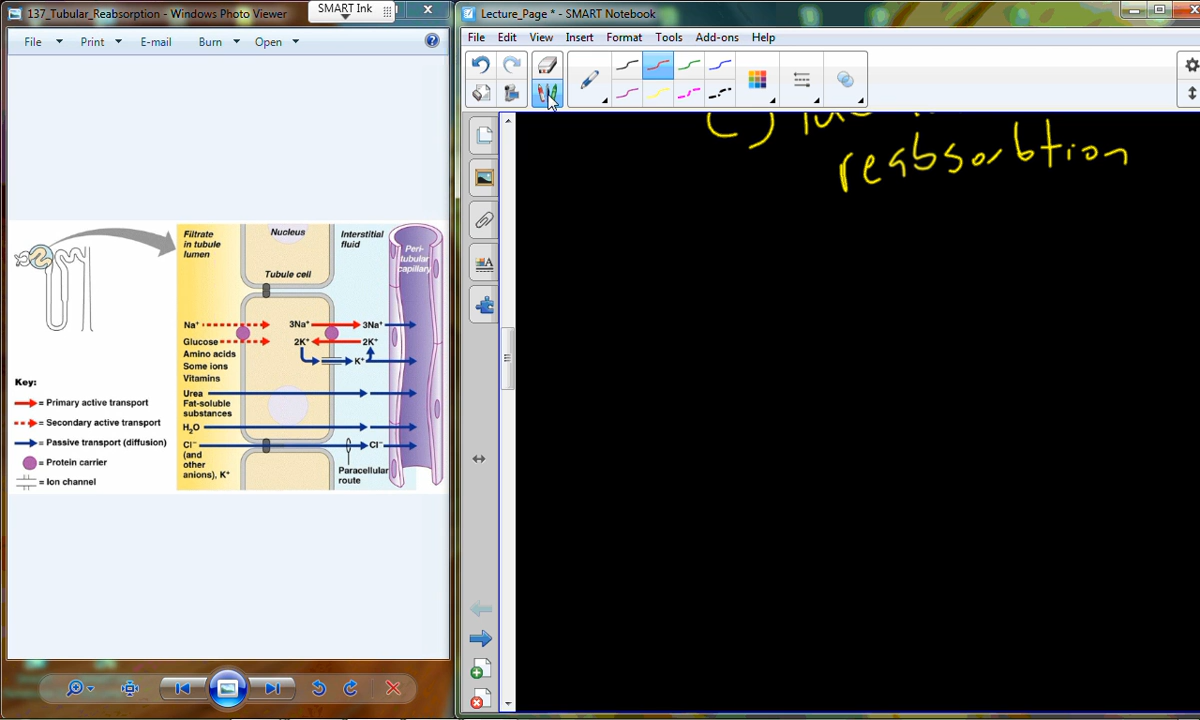 137_Tubular_Reabsorption - Windows Photo Viewer
SMART Ink
File Print E-mail Burn Open
Filtrate
in tubule
lumen
Nucleus
Interstitial
fluid
Peri-
tubular
capillary
Tubule cell
Na⁺ 3Na⁺ 3Na⁺
Glucose 2K⁺ 2K⁺
Amino acids
Some ions K⁺
Vitamins
Urea
Fat-soluble
substances
H₂O
Cl⁻ Cl⁻
(and
other
anions), K⁺
Paracellular
route
Key:
= Primary active transport
= Secondary active transport
= Passive transport (diffusion)
= Protein carrier
= Ion channel
Lecture_Page * - SMART Notebook
File Edit View Insert Format Tools Add-ons Help
C)
reabsorbtion